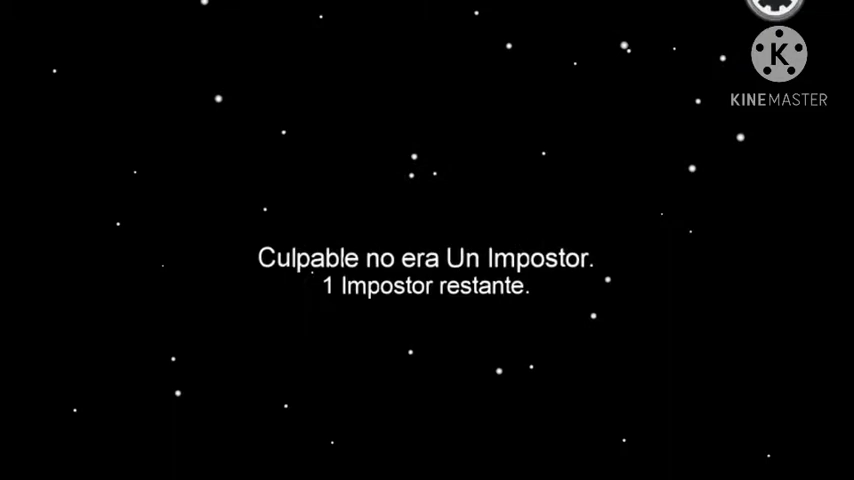 K
KINEMASTER
Culpable no era Un Impostor.
1 Impostor restante.